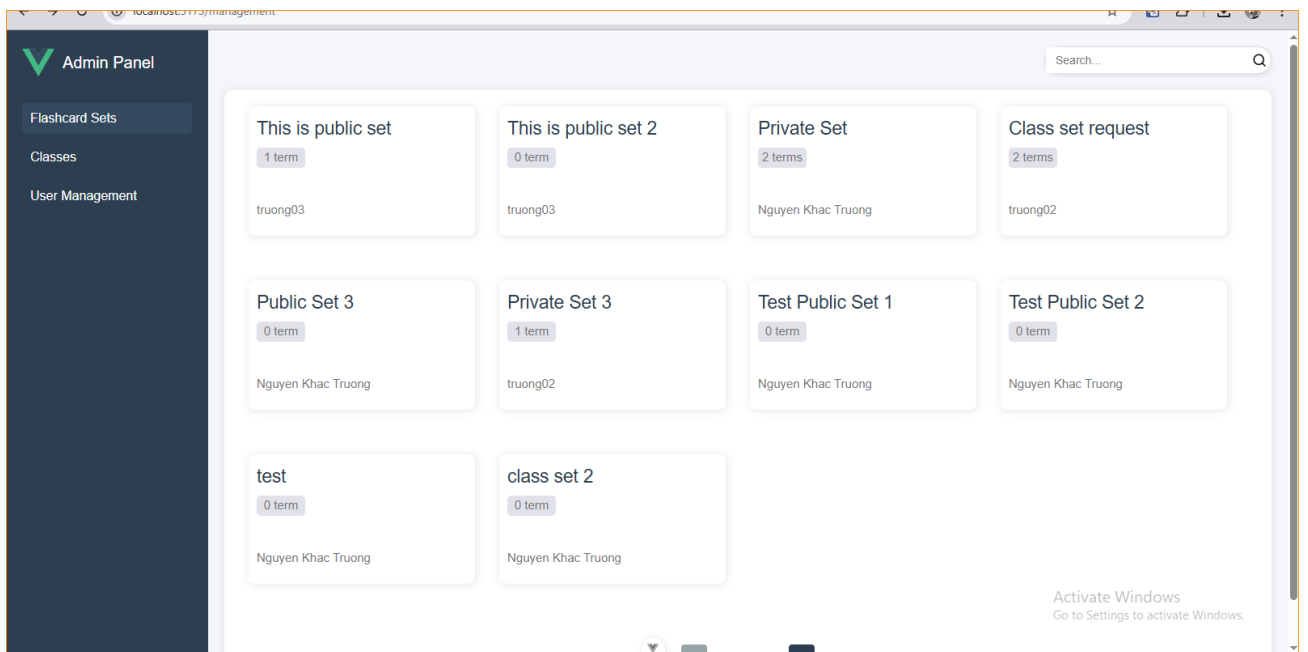 localhost:5173/management
Admin Panel
Search...
Flashcard Sets
Classes
User Management
This is public set
1 term
truong03
This is public set 2
0 term
truong03
Private Set
2 terms
Nguyen Khac Truong
Class set request
2 terms
truong02
Public Set 3
0 term
Nguyen Khac Truong
Private Set 3
1 term
truong02
Test Public Set 1
0 term
Nguyen Khac Truong
Test Public Set 2
0 term
Nguyen Khac Truong
test
0 term
Nguyen Khac Truong
class set 2
0 term
Nguyen Khac Truong
Activate Windows
Go to Settings to activate Windows.